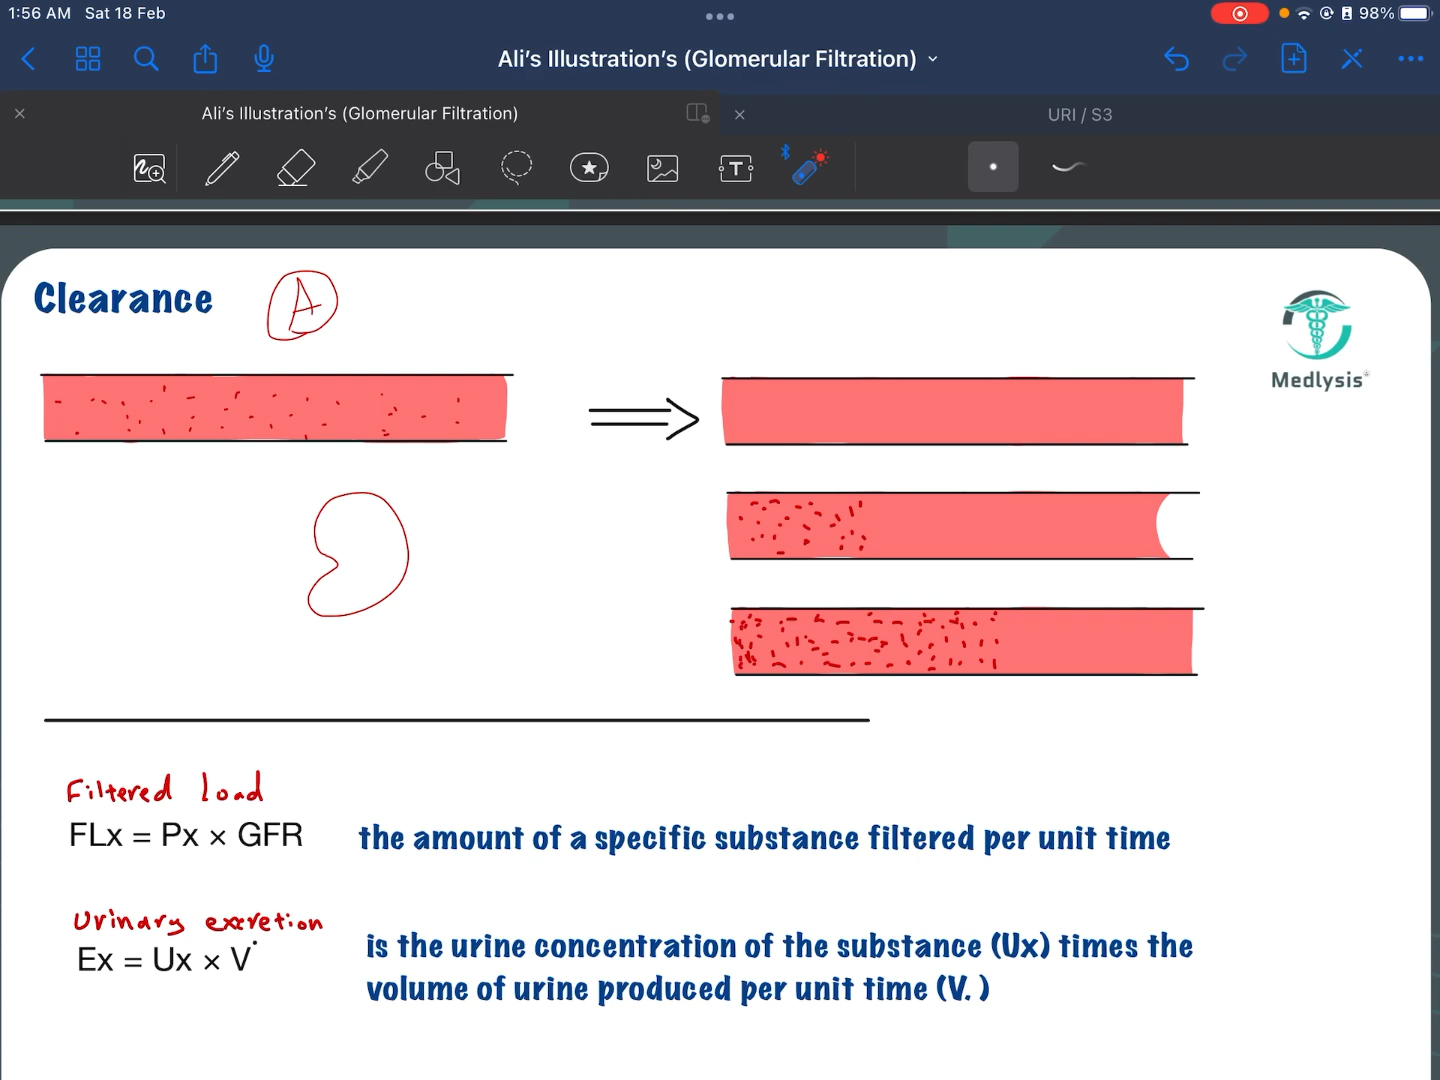 1:56 AM Sat 18 Feb
98%
Ali's Illustration's (Glomerular Filtration)
Ali's Illustration's (Glomerular Filtration)
URI / S3
T
Clearance
A
Medlysis
Filtered load
FLx = Px × GFR
the amount of a specific substance filtered per unit time
Urinary excretion
Ex = Ux × V˙
is the urine concentration of the substance (Ux) times the
volume of urine produced per unit time (V. )